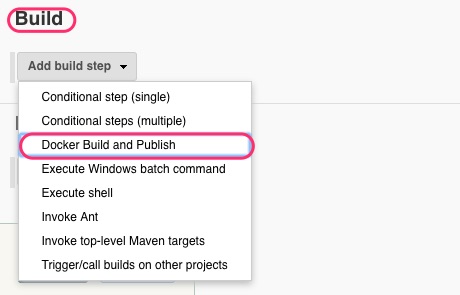 Build
Add build step
Conditional step (single)
Conditional steps (multiple)
Docker Build and Publish
Execute Windows batch command
Execute shell
Invoke Ant
Invoke top-level Maven targets
Trigger/call builds on other projects